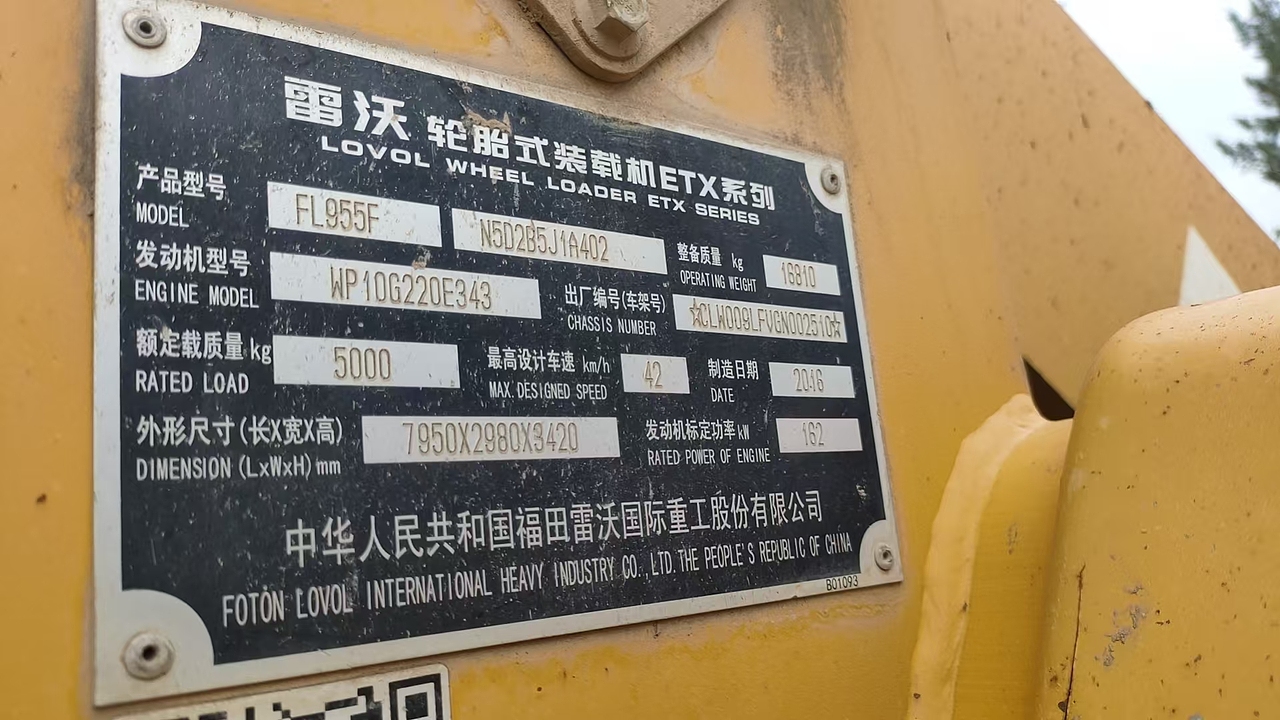 雷沃 轮胎式装载机ETX系列
LOVOL WHEEL LOADER ETX SERIES
产品型号 MODEL FL955F N5D2B5J1A402 整备质量 kg OPERATING WEIGHT 16810
发动机型号 ENGINE MODEL WP10G220E343 出厂编号(车架号) CHASSIS NUMBER ☆CLW009LFVGN002510☆
额定载质量kg RATED LOAD 5000 最高设计车速 km/h MAX.DESIGNED SPEED 42 制造日期 DATE 2016
外形尺寸(长X宽X高) DIMENSION (LxWxH)mm 7950X2980X3420 发动机标定功率kW RATED POWER OF ENGINE 162
中华人民共和国福田雷沃国际重工股份有限公司
FOTON LOVOL INTERNATIONAL HEAVY INDUSTRY CO.,LTD.THE PEOPLE'S REPUBLIC OF CHINA
B01093